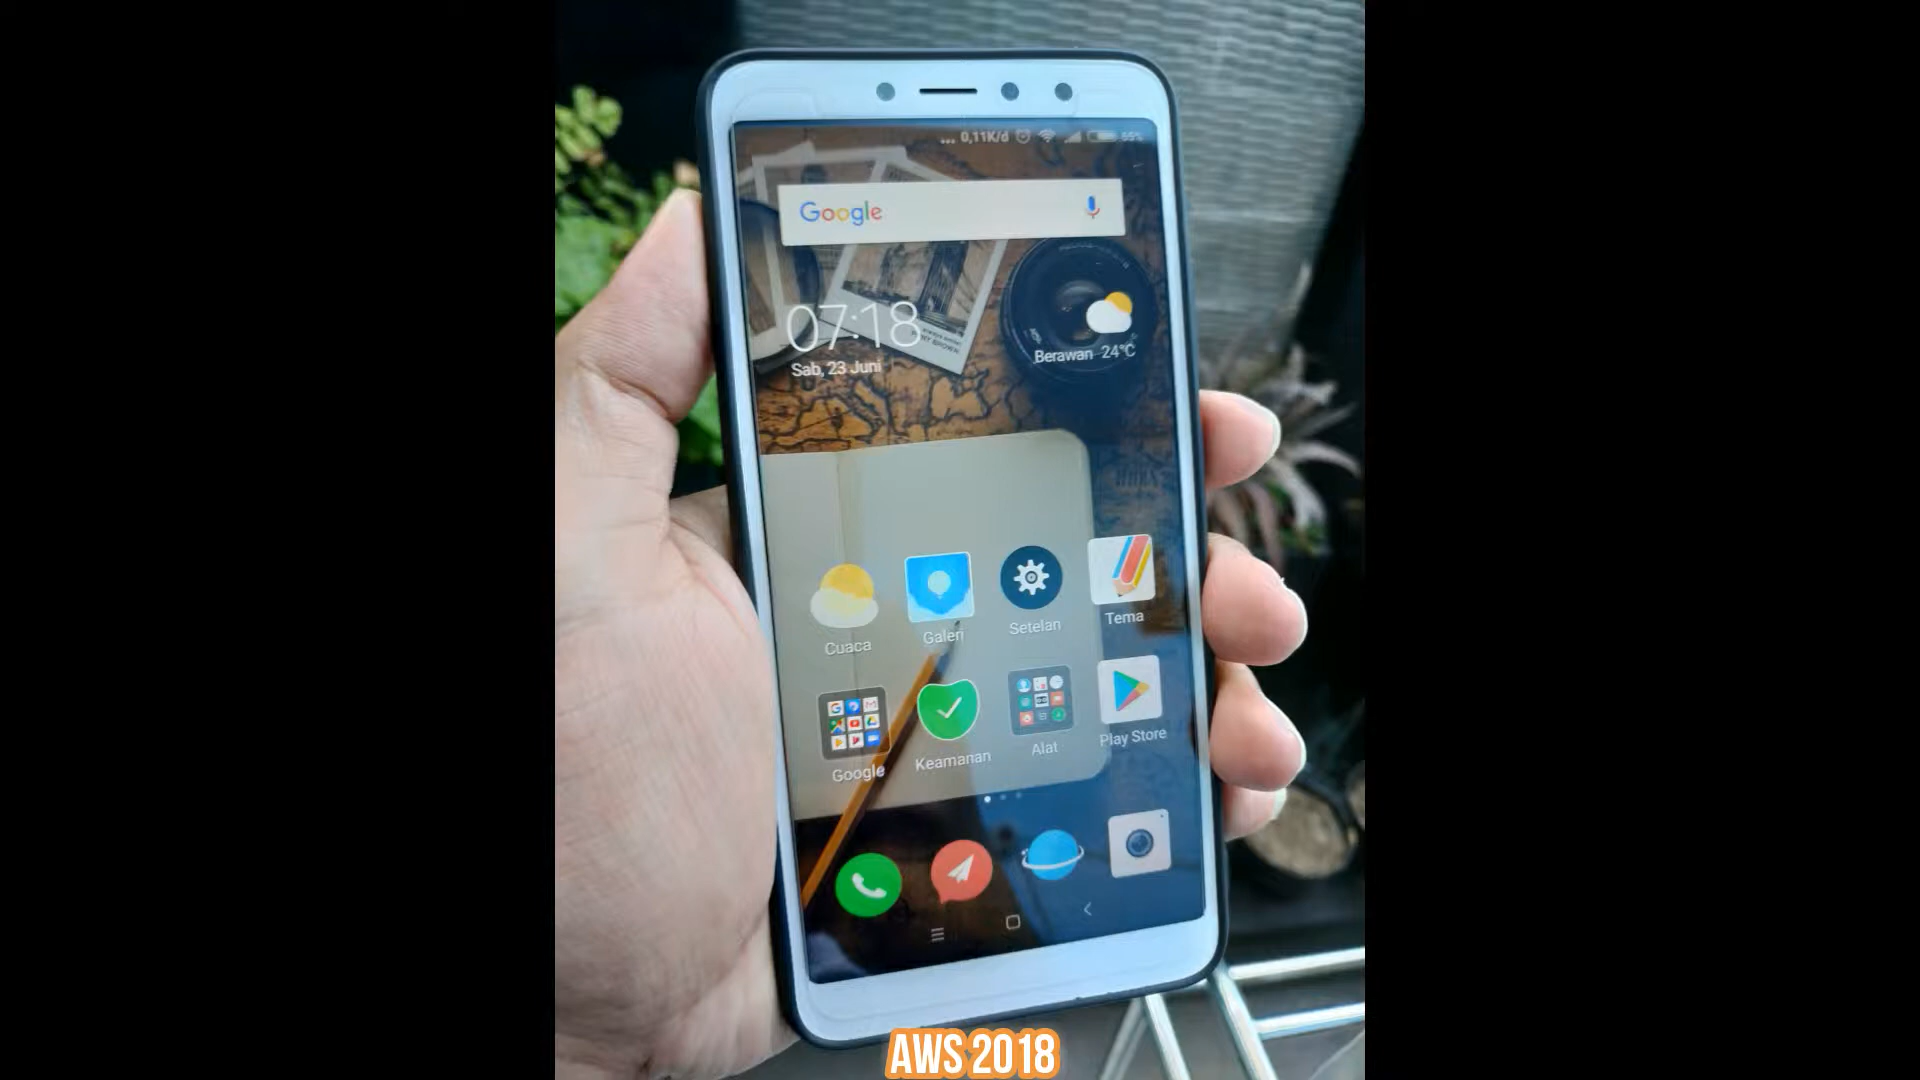 ... 0,11K/d 65%
Google
07:18
Sab, 23 Juni
Berawan 24°C
Cuaca
Galeri
Setelan
Tema
Google
Keamanan
Alat
Play Store
AWS 2018